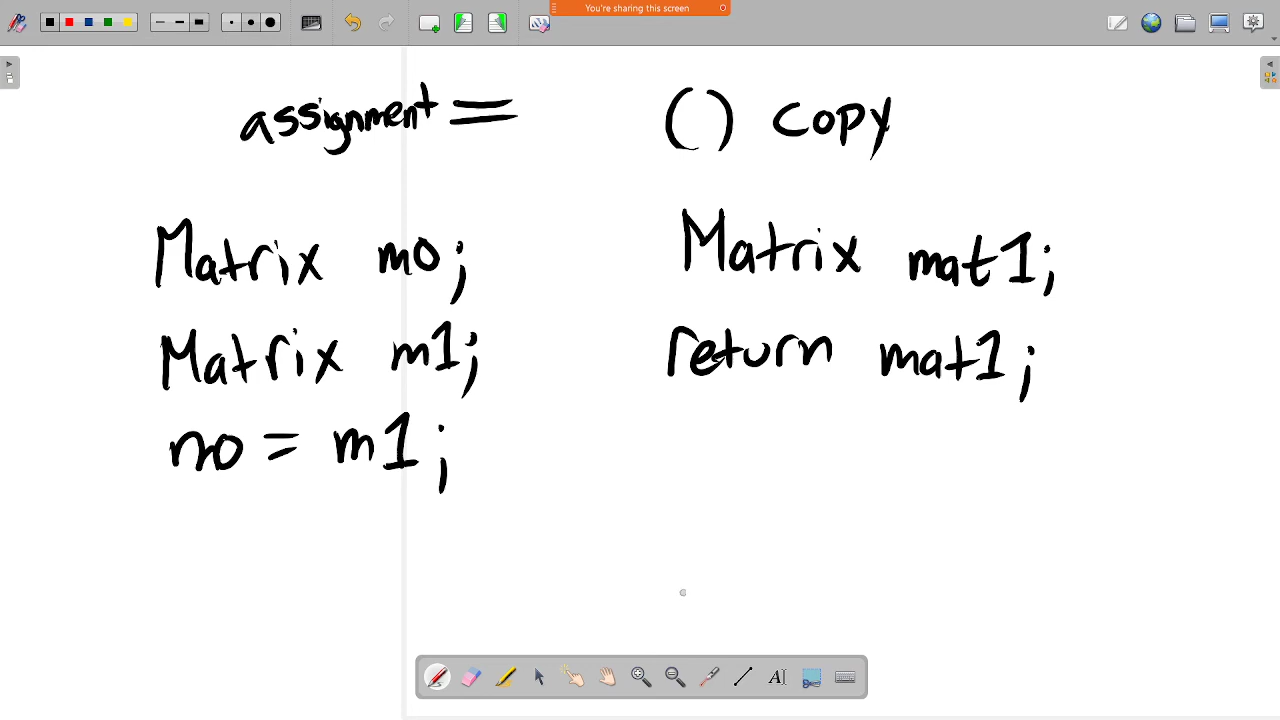 You're sharing this screen
assignment = () copy
Matrix m0; Matrix mat1;
Matrix m1; return mat1;
m0 = m1;